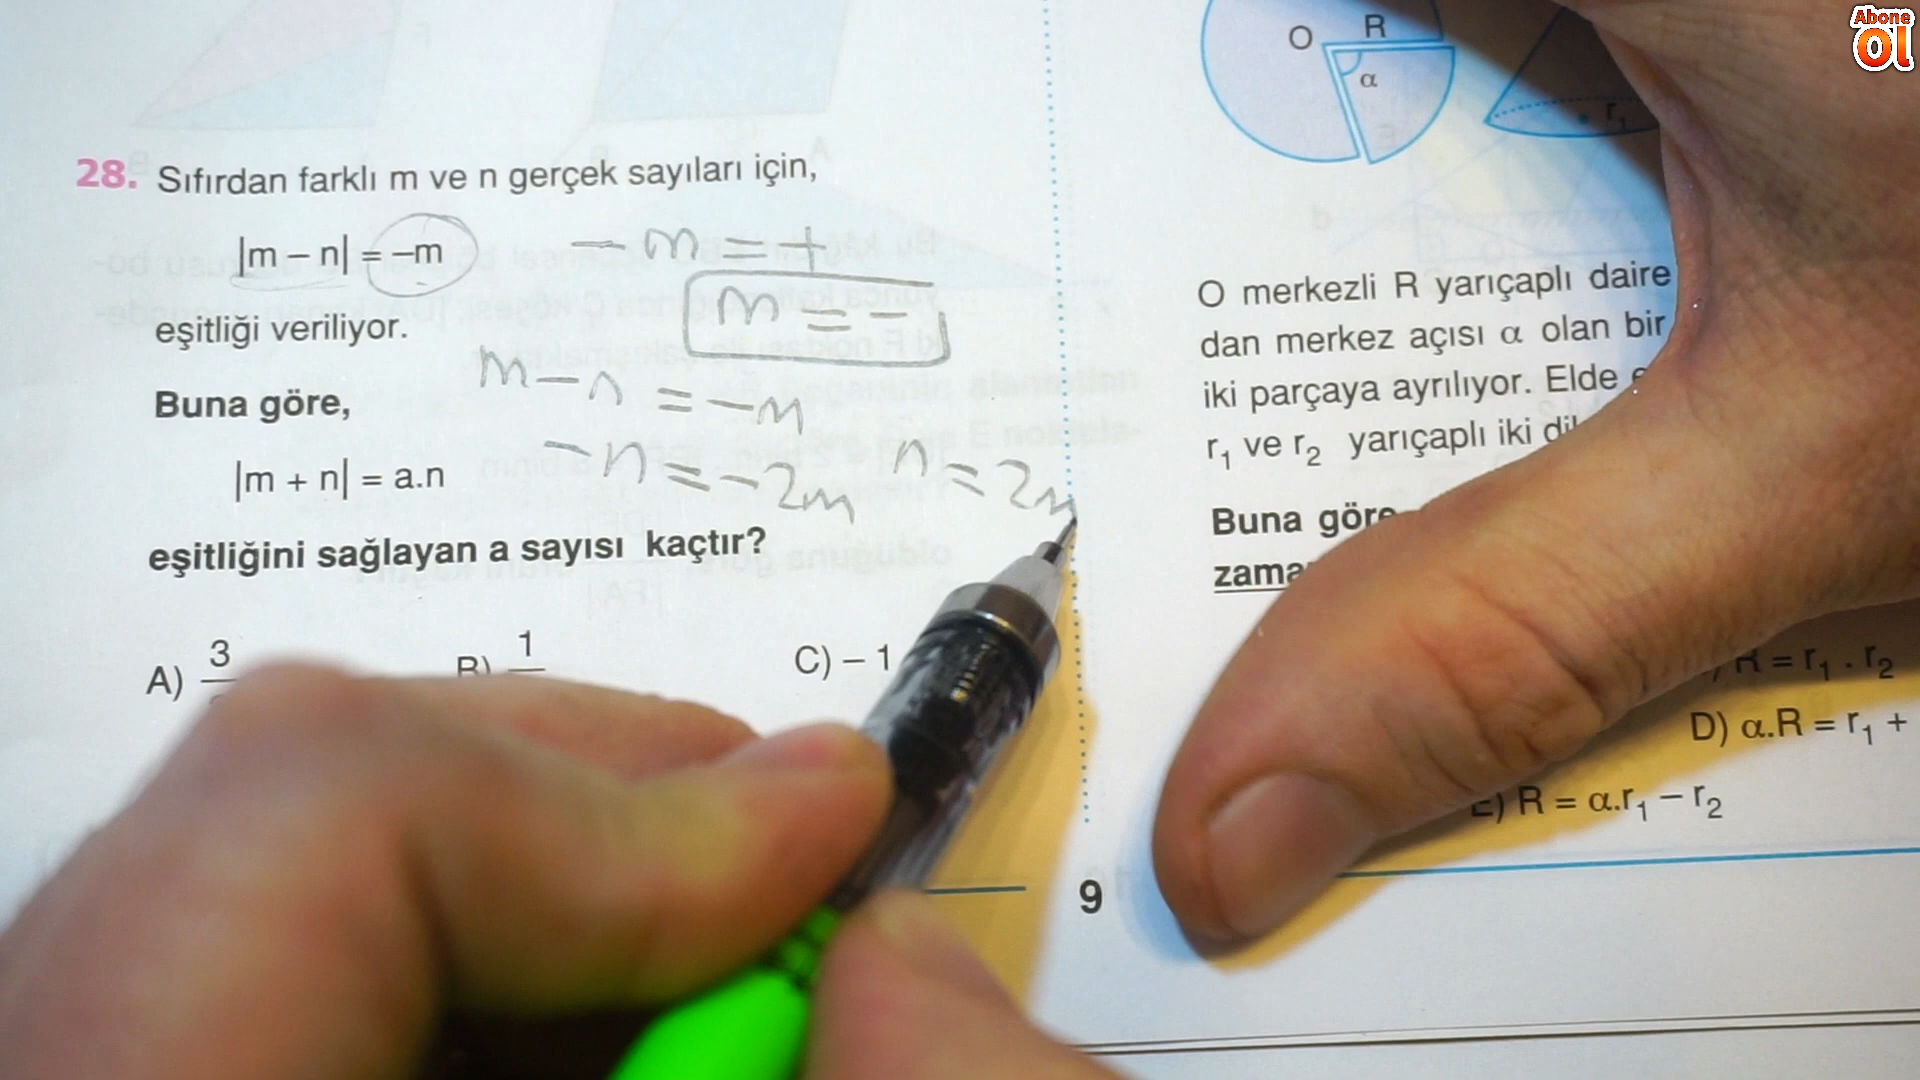 Abone
Ol
28. Sıfırdan farklı m ve n gerçek sayıları için,
|m – n| = –m
– m = +
m = –
eşitliği veriliyor.
m – n = – m
Buna göre,
– n = – 2m n = 2m
|m + n| = a.n
eşitliğini sağlayan a sayısı kaçtır?
A) 3
B) 1
C) – 1
O R
α
r₁
O merkezli R yarıçaplı daire
dan merkez açısı α olan bir
iki parçaya ayrılıyor. Elde
r₁ ve r₂ yarıçaplı iki
Buna göre
R = r₁ . r₂
D) α.R = r₁ +
E) R = α.r₁ – r₂
9